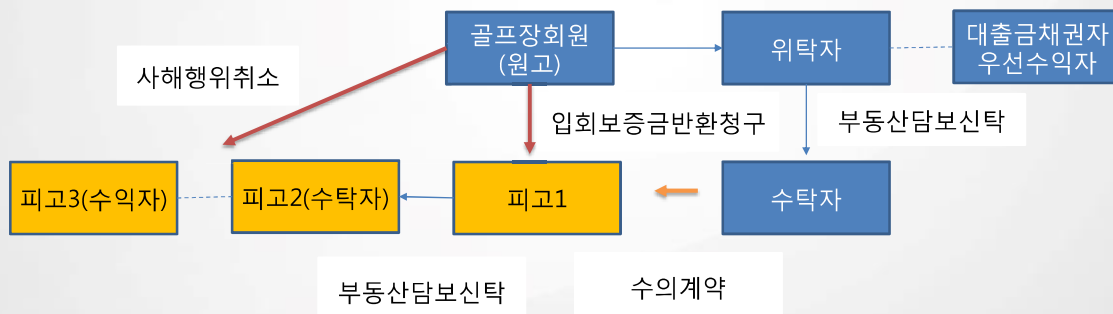 골프장회원
(원고)
위탁자
대출금채권자
우선수익자
사해행위취소
입회보증금반환청구
부동산담보신탁
피고3(수익자)
피고2(수탁자)
피고1
수탁자
부동산담보신탁
수의계약